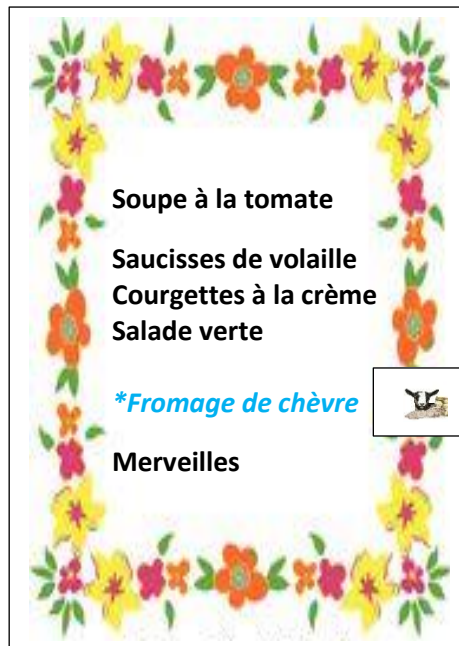 Soupe à la tomate
Saucisses de volaille
Courgettes à la crème
Salade verte
*Fromage de chèvre
Merveilles